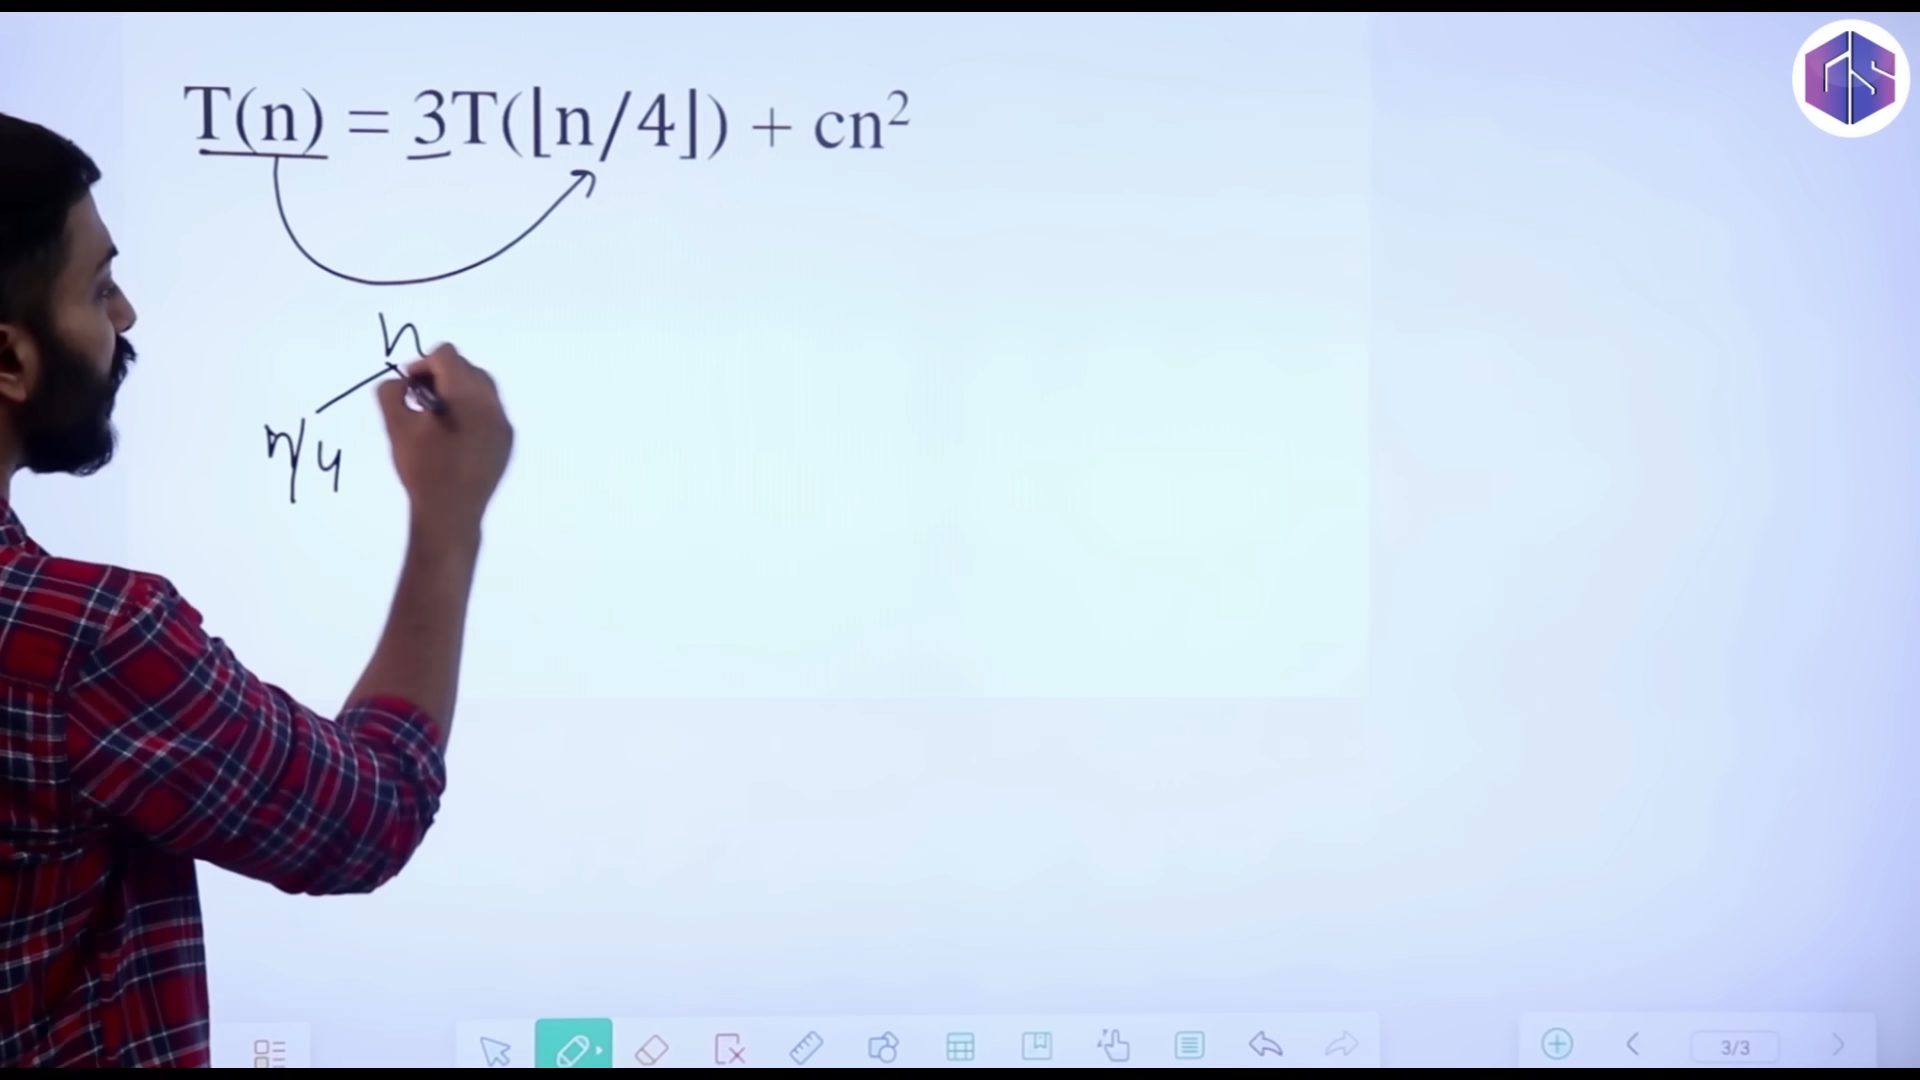 T(n) = 3T(⌊n/4⌋) + cn²
n
n/4
3/3